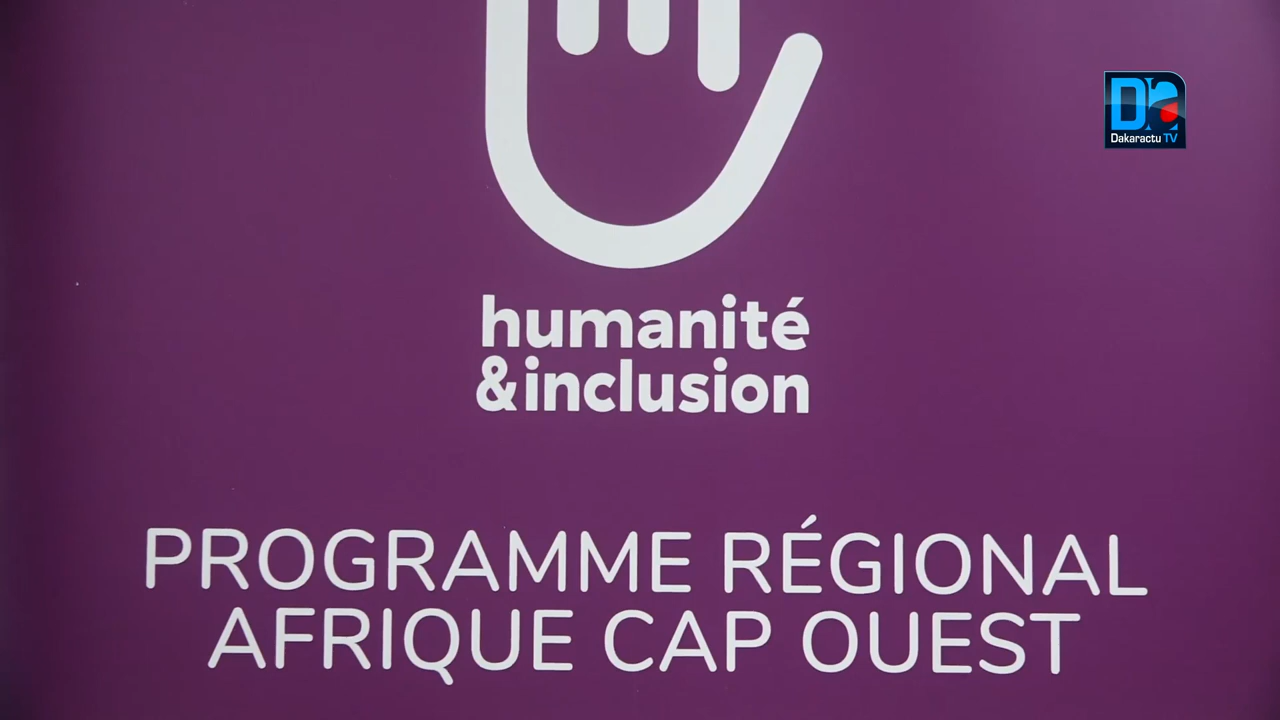 Dakaractu TV
humanité
&inclusion
PROGRAMME RÉGIONAL
AFRIQUE CAP OUEST